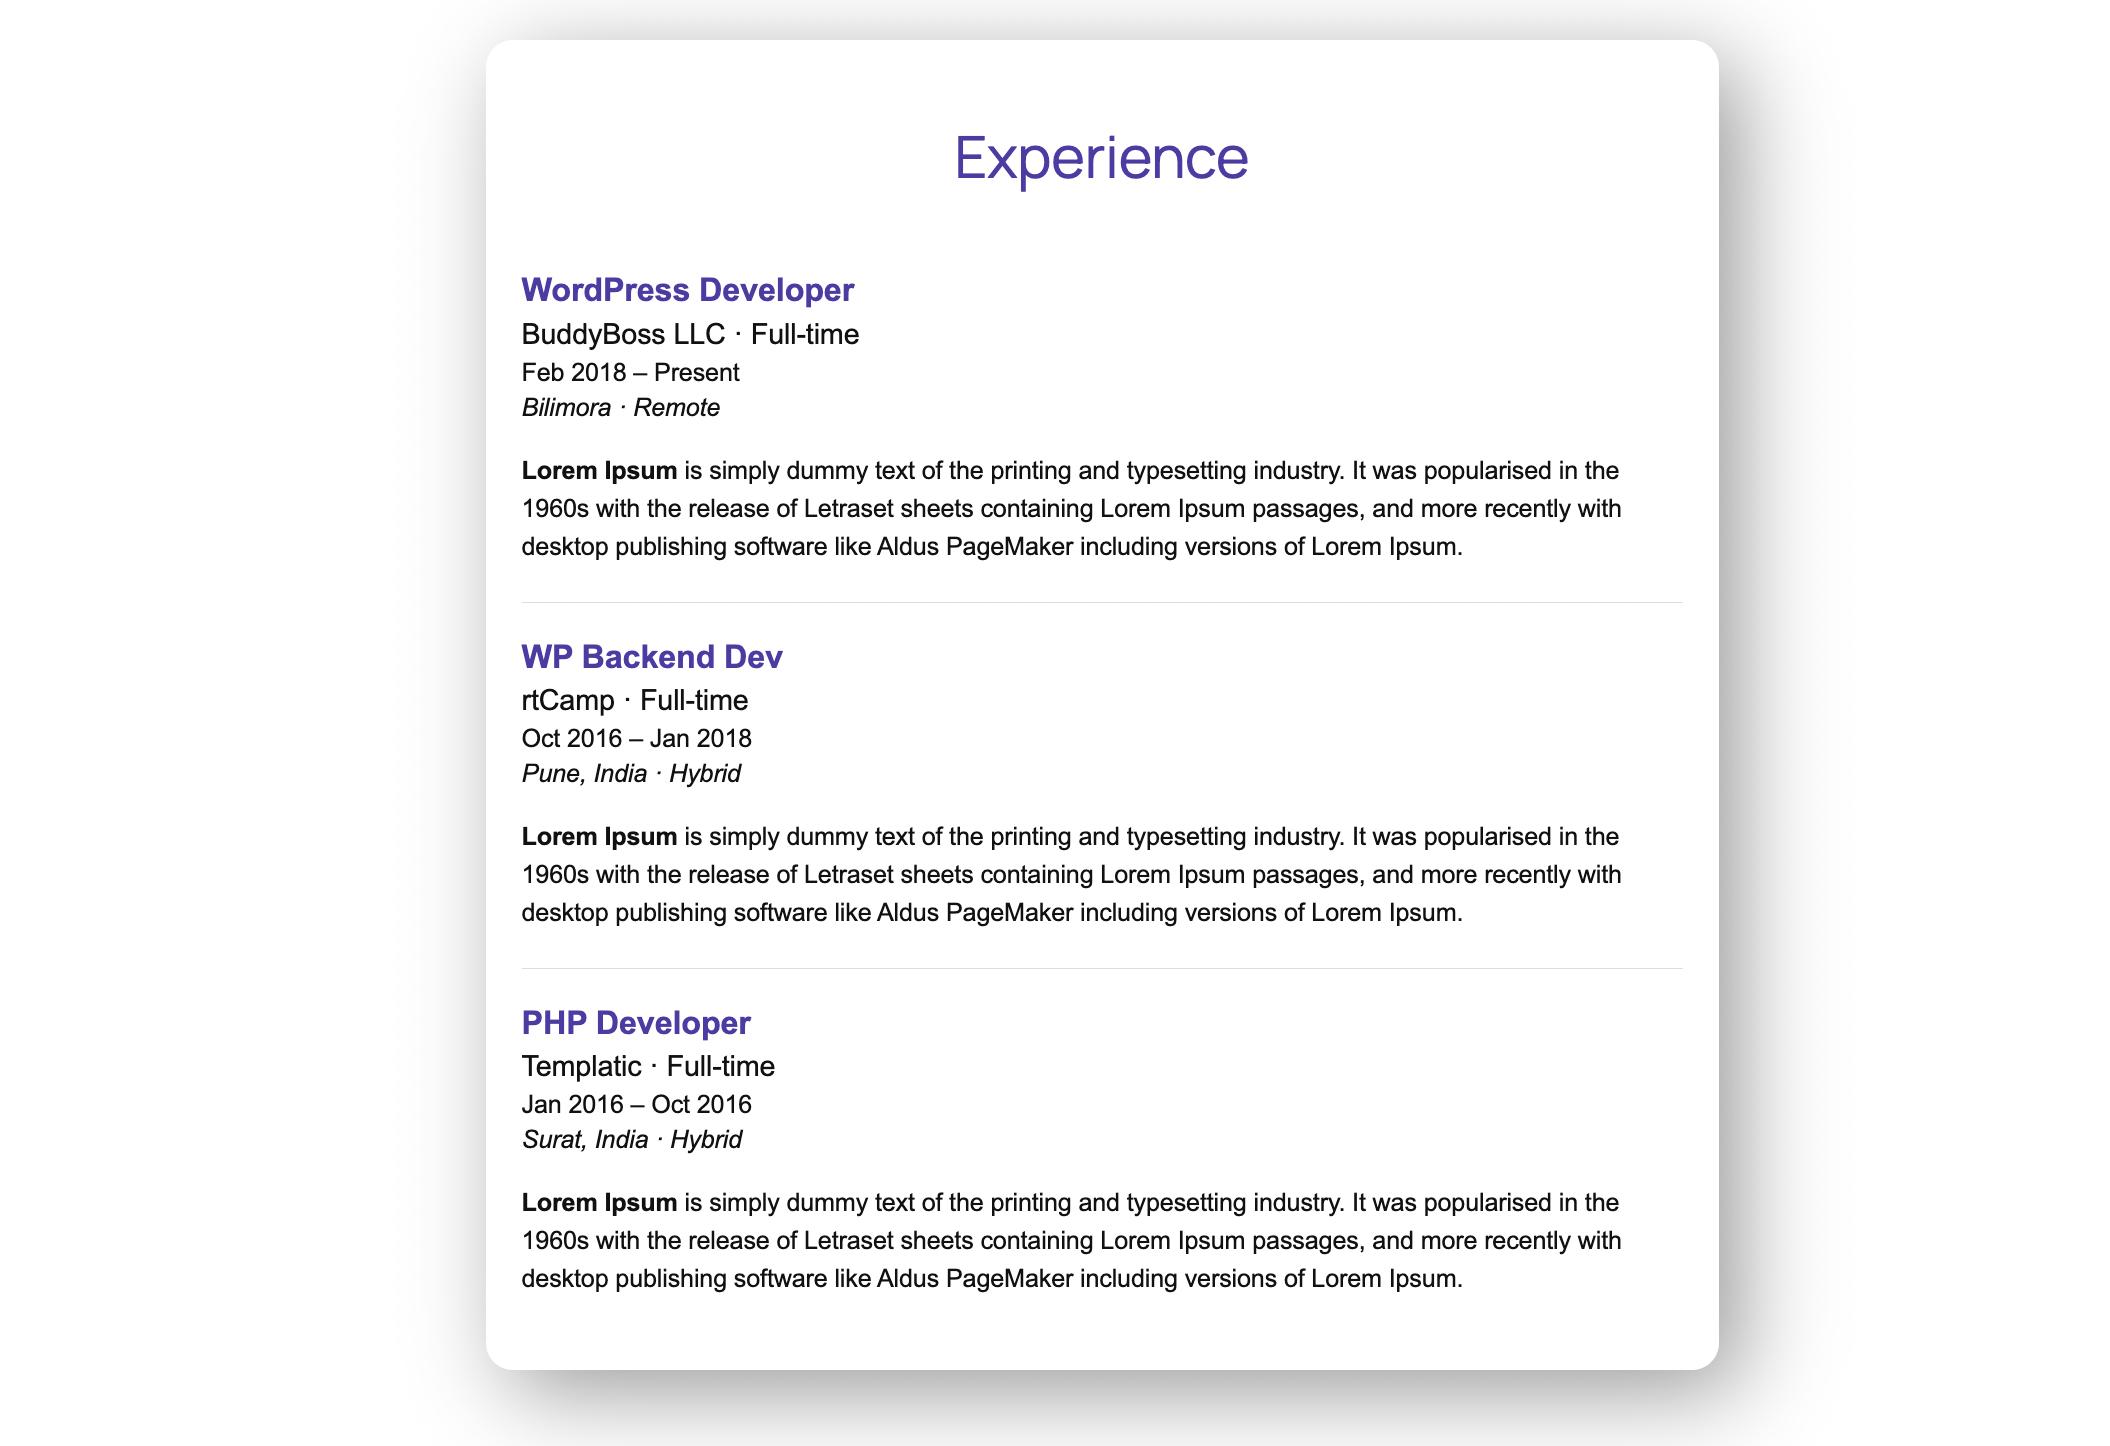 Experience
WordPress Developer
BuddyBoss LLC · Full-time
Feb 2018 – Present
Bilimora · Remote
Lorem Ipsum is simply dummy text of the printing and typesetting industry. It was popularised in the
1960s with the release of Letraset sheets containing Lorem Ipsum passages, and more recently with
desktop publishing software like Aldus PageMaker including versions of Lorem Ipsum.
WP Backend Dev
rtCamp · Full-time
Oct 2016 – Jan 2018
Pune, India · Hybrid
Lorem Ipsum is simply dummy text of the printing and typesetting industry. It was popularised in the
1960s with the release of Letraset sheets containing Lorem Ipsum passages, and more recently with
desktop publishing software like Aldus PageMaker including versions of Lorem Ipsum.
PHP Developer
Templatic · Full-time
Jan 2016 – Oct 2016
Surat, India · Hybrid
Lorem Ipsum is simply dummy text of the printing and typesetting industry. It was popularised in the
1960s with the release of Letraset sheets containing Lorem Ipsum passages, and more recently with
desktop publishing software like Aldus PageMaker including versions of Lorem Ipsum.